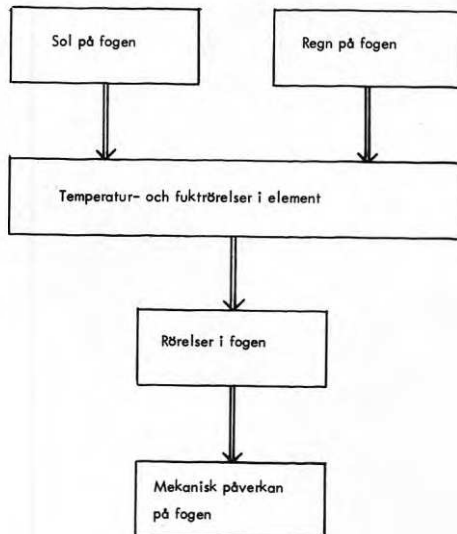 Sol på fogen
Regn på fogen
Temperatur- och fuktrörelser i element
Rörelser i fogen
Mekanisk påverkan
på fogen